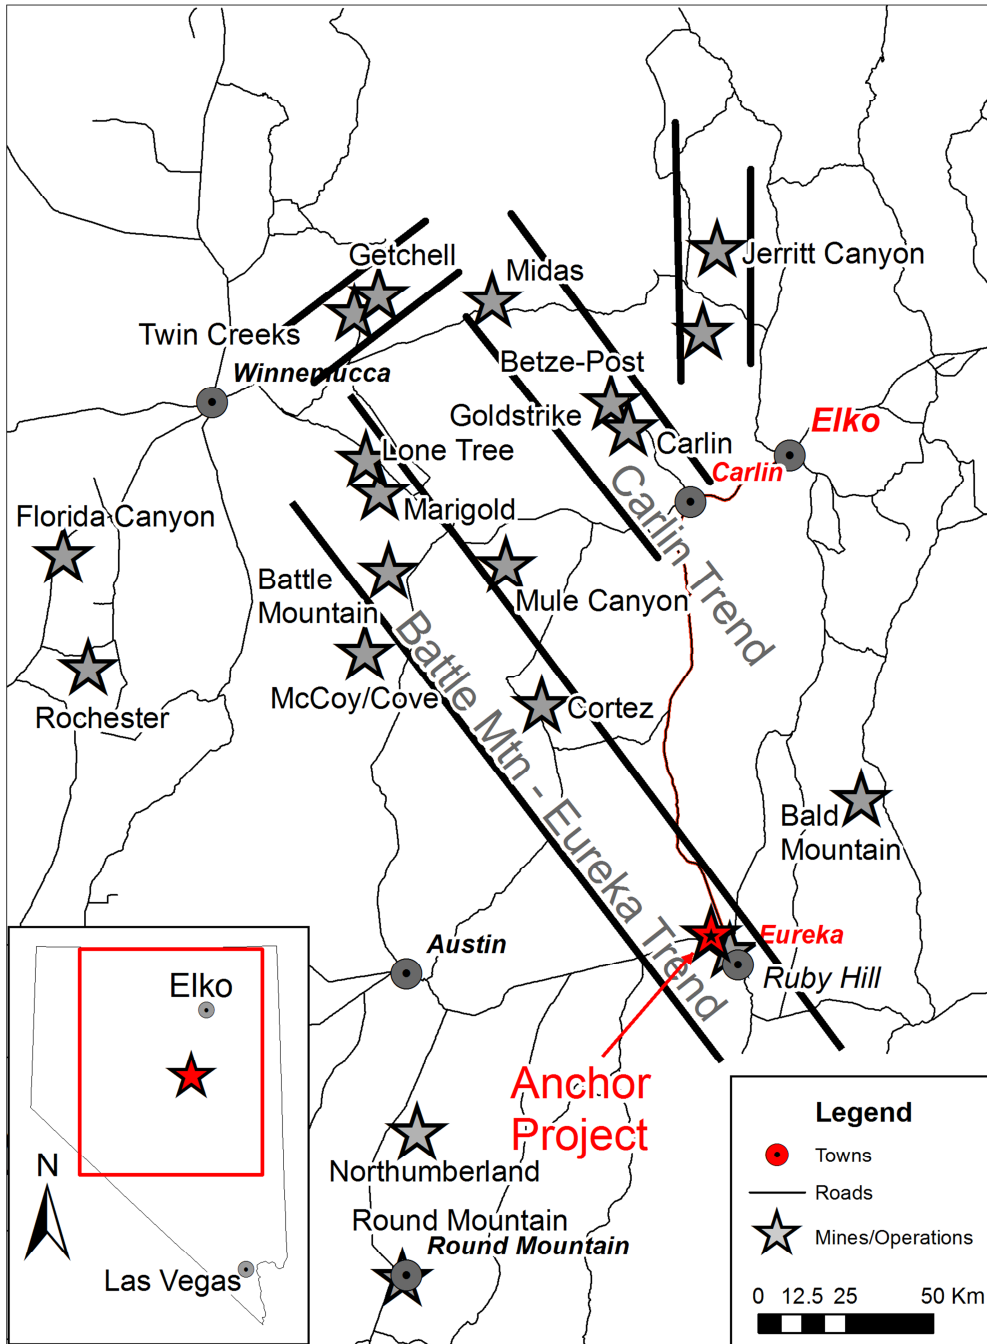 Getchell
Midas
Jerritt Canyon
Twin Creeks
Winnemucca
Betze-Post
Goldstrike
Carlin
Elko
Carlin
Lone Tree
Marigold
Carlin Trend
Florida Canyon
Battle
Mountain
Mule Canyon
Battle Mtn - Eureka Trend
McCoy/Cove
Cortez
Rochester
Bald
Mountain
Austin
Eureka
Ruby Hill
Anchor
Project
Northumberland
Round Mountain
Round Mountain
Elko
N
Las Vegas
Legend
Towns
Roads
Mines/Operations
0 12.5 25 50 Km